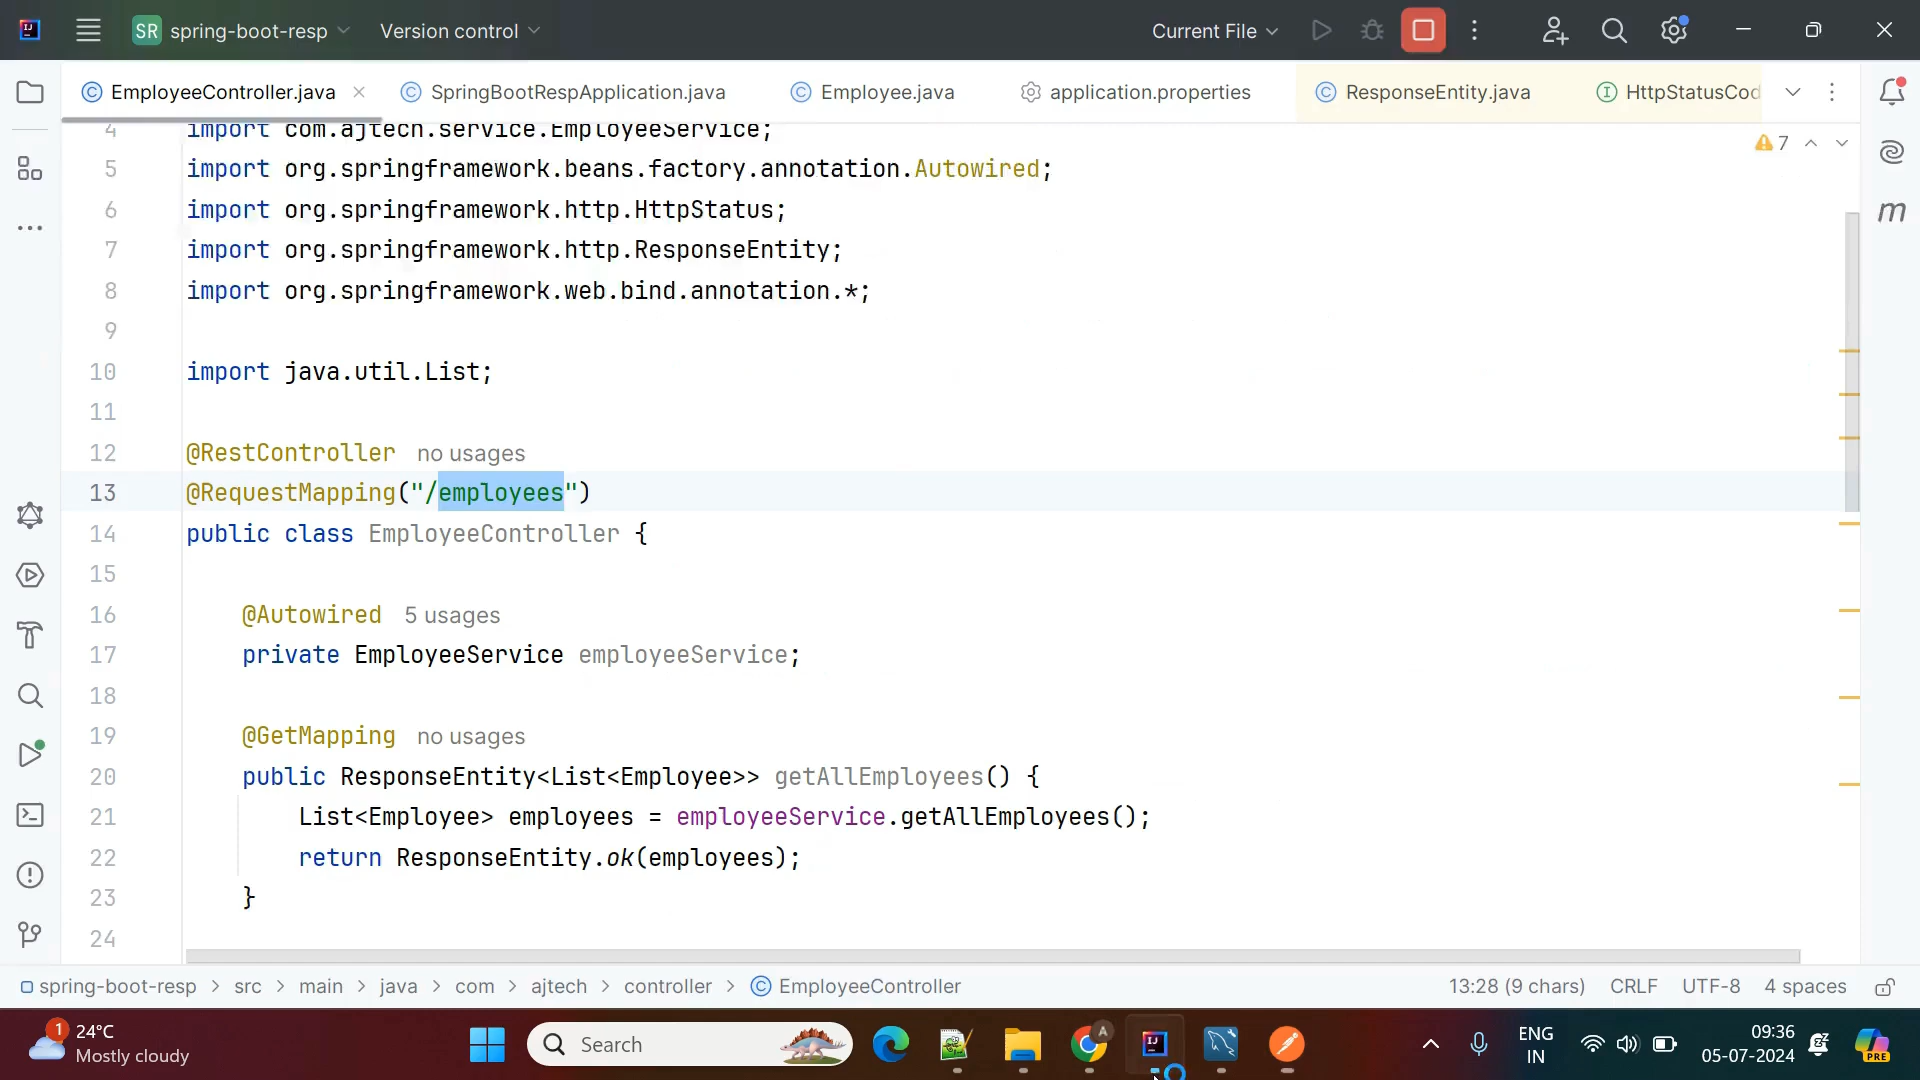 SR spring-boot-resp Version control Current File
EmployeeController.java SpringBootRespApplication.java Employee.java application.properties ResponseEntity.java HttpStatusCod
7
4 import com.ajtech.service.EmployeeService;
5 import org.springframework.beans.factory.annotation.Autowired;
6 import org.springframework.http.HttpStatus;
7 import org.springframework.http.ResponseEntity;
8 import org.springframework.web.bind.annotation.*;
9
10 import java.util.List;
11
12 @RestController no usages
13 @RequestMapping("/employees")
14 public class EmployeeController {
15
16 @Autowired 5 usages
17 private EmployeeService employeeService;
18
19 @GetMapping no usages
20 public ResponseEntity<List<Employee>> getAllEmployees() {
21 List<Employee> employees = employeeService.getAllEmployees();
22 return ResponseEntity.ok(employees);
23 }
24
spring-boot-resp > src > main > java > com > ajtech > controller > EmployeeController 13:28 (9 chars) CRLF UTF-8 4 spaces
1 24°C
Mostly cloudy
Search
ENG
IN
09:36
05-07-2024
PRE